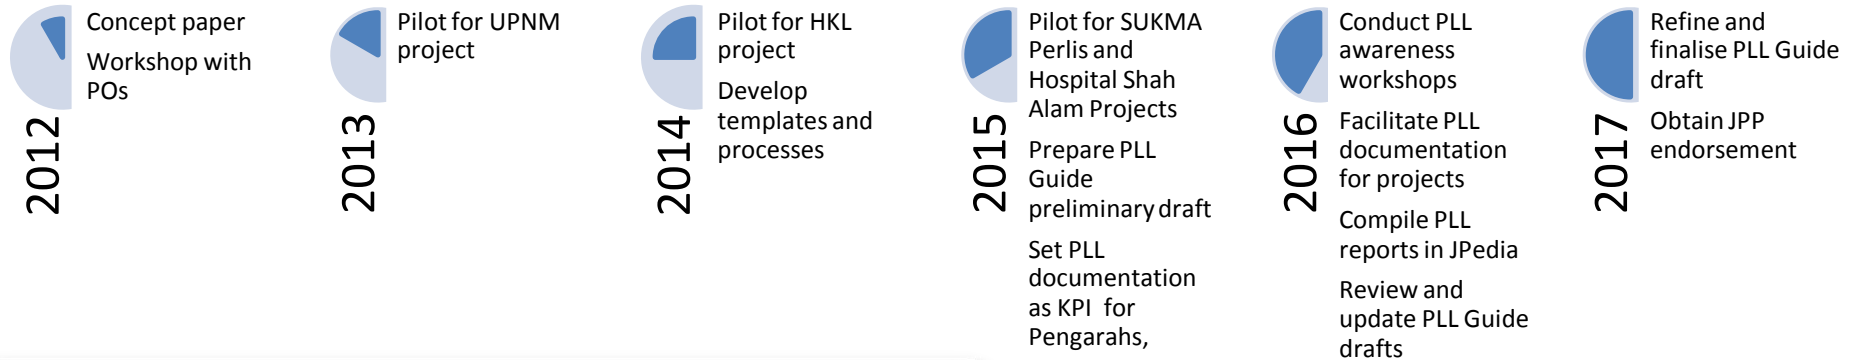 2012
Concept paper
Workshop with
POs
2013
Pilot for UPNM
project
2014
Pilot for HKL
project
Develop
templates and
processes
2015
Pilot for SUKMA
Perlis and
Hospital Shah
Alam Projects
Prepare PLL
Guide
preliminary draft
Set PLL
documentation
as KPI for
Pengarahs,
2016
Conduct PLL
awareness
workshops
Facilitate PLL
documentation
for projects
Compile PLL
reports in JPedia
Review and
update PLL Guide
drafts
2017
Refine and
finalise PLL Guide
draft
Obtain JPP
endorsement